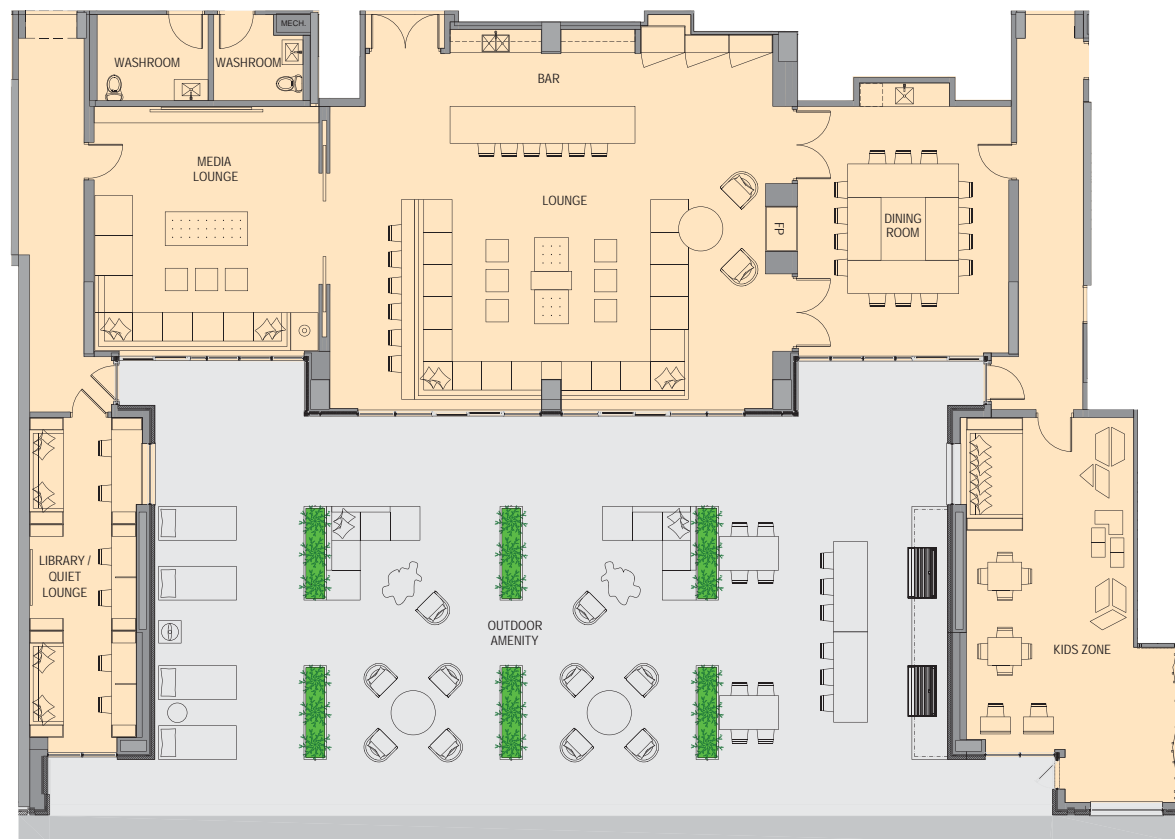 MECH.
WASHROOM
WASHROOM
BAR
MEDIA
LOUNGE
LOUNGE
FP
DINING
ROOM
LIBRARY /
QUIET
LOUNGE
OUTDOOR
AMENITY
KIDS ZONE